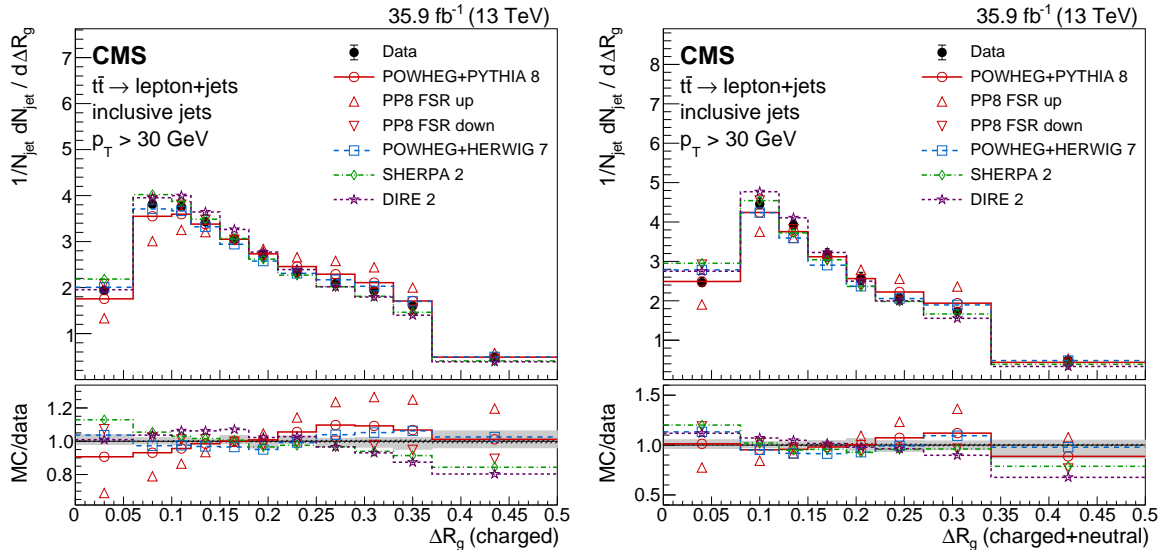 35.9 fb⁻¹ (13 TeV)
CMS
tt̄ → lepton+jets
inclusive jets
p_T > 30 GeV
Data
POWHEG+PYTHIA 8
PP8 FSR up
PP8 FSR down
POWHEG+HERWIG 7
SHERPA 2
DIRE 2
1/N_jet dN_jet / dΔR_g
7
6
5
4
3
2
1
MC/data
1.2
1.0
0.8
0 0.05 0.1 0.15 0.2 0.25 0.3 0.35 0.4 0.45 0.5
ΔR_g (charged)
35.9 fb⁻¹ (13 TeV)
CMS
tt̄ → lepton+jets
inclusive jets
p_T > 30 GeV
Data
POWHEG+PYTHIA 8
PP8 FSR up
PP8 FSR down
POWHEG+HERWIG 7
SHERPA 2
DIRE 2
1/N_jet dN_jet / dΔR_g
8
7
6
5
4
3
2
1
MC/data
1.5
1.0
0.5
0 0.05 0.1 0.15 0.2 0.25 0.3 0.35 0.4 0.45 0.5
ΔR_g (charged+neutral)